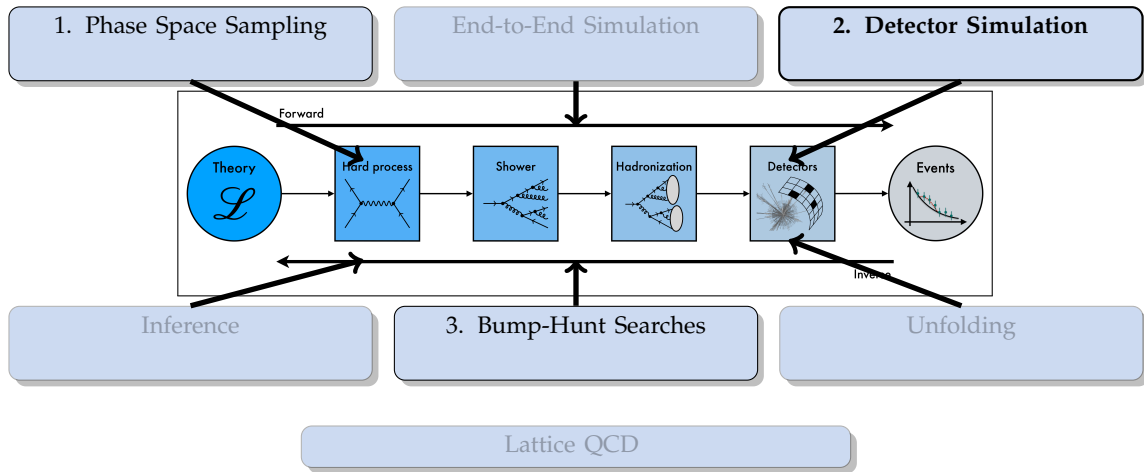 1. Phase Space Sampling
End-to-End Simulation
2. Detector Simulation
Forward
Theory
Hard process
Shower
Hadronization
Detectors
Events
ℒ
Inverse
Inference
3. Bump-Hunt Searches
Unfolding
Lattice QCD